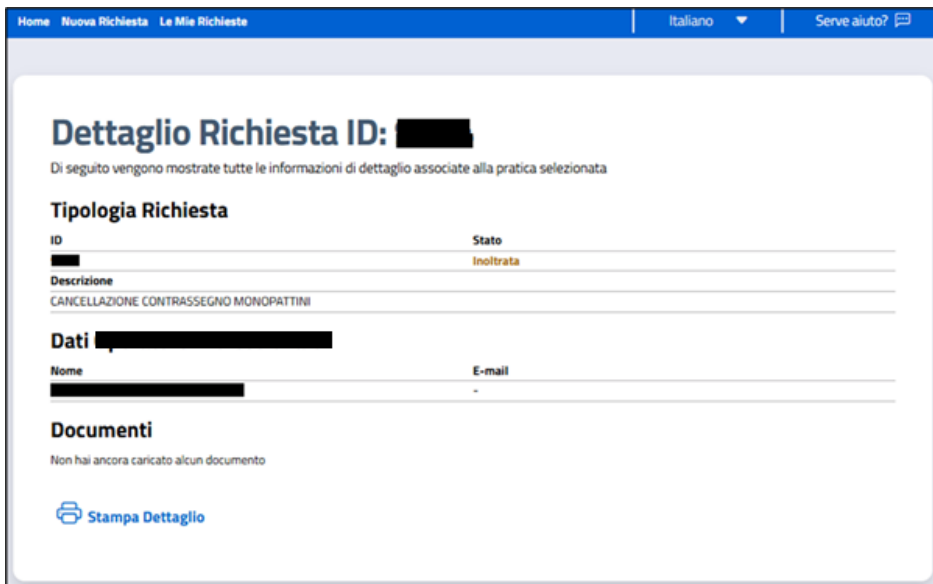 Home Nuova Richiesta Le Mie Richieste Italiano Serve aiuto?
Dettaglio Richiesta ID:
Di seguito vengono mostrate tutte le informazioni di dettaglio associate alla pratica selezionata
Tipologia Richiesta
ID Stato
Inoltrata
Descrizione
CANCELLAZIONE CONTRASSEGNO MONOPATTINI
Dati
Nome E-mail
-
Documenti
Non hai ancora caricato alcun documento
Stampa Dettaglio